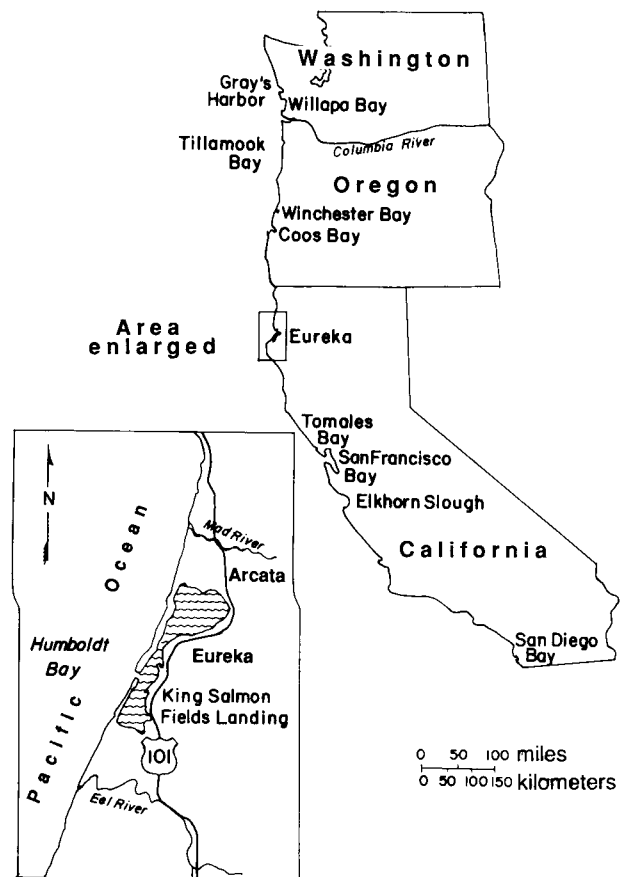 Washington
Gray's
Harbor
Willapa Bay
Tillamook
Bay
Columbia River
Oregon
Winchester Bay
Coos Bay
Area
enlarged
Eureka
Tomales
Bay
San Francisco
Bay
Elkhorn Slough
California
San Diego
Bay
N
Pacific Ocean
Mad River
Arcata
Humboldt
Bay
Eureka
King Salmon
Fields Landing
101
Eel River
0 50 100 miles
0 50 100 150 kilometers